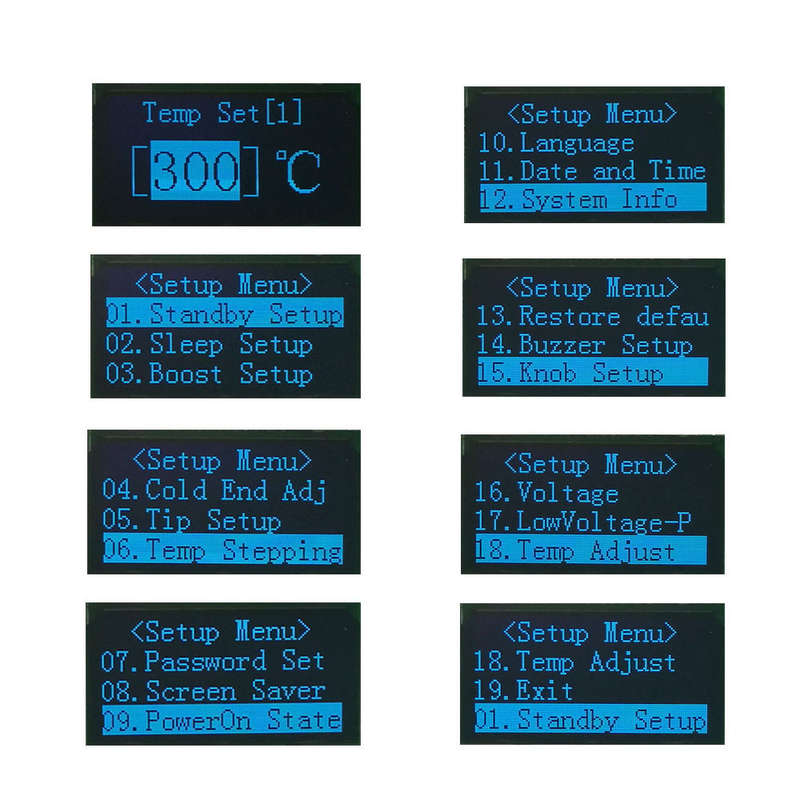 Temp Set[1]
[300]℃
<Setup Menu>
01.Standby Setup
02.Sleep Setup
03.Boost Setup
<Setup Menu>
04.Cold End Adj
05.Tip Setup
06.Temp Stepping
<Setup Menu>
07.Password Set
08.Screen Saver
09.PowerOn State
<Setup Menu>
10.Language
11.Date and Time
12.System Info
<Setup Menu>
13.Restore defau
14.Buzzer Setup
15.Knob Setup
<Setup Menu>
16.Voltage
17.LowVoltage-P
18.Temp Adjust
<Setup Menu>
18.Temp Adjust
19.Exit
01.Standby Setup